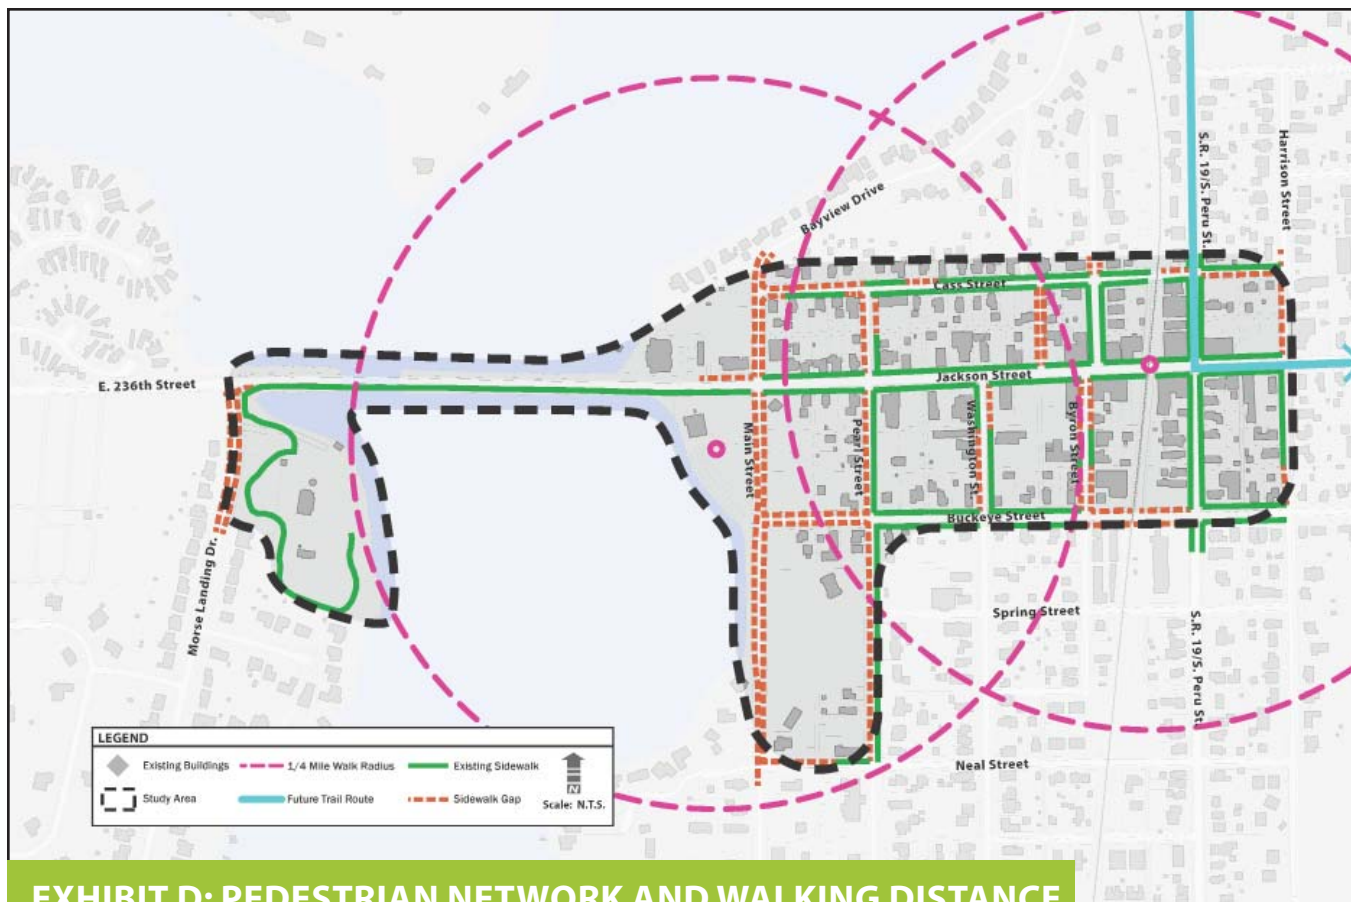 Bayview Drive
S.R. 19/S. Peru St.
Harrison Street
Cass Street
E. 236th Street
Jackson Street
Main Street
Pearl Street
Washington St.
Byron Street
Buckeye Street
Morse Landing Dr.
Spring Street
S.R. 19/S. Peru St.
Neal Street
LEGEND
Existing Buildings
1/4 Mile Walk Radius
Existing Sidewalk
Study Area
Future Trail Route
Sidewalk Gap
N
Scale: N.T.S.
EXHIBIT D: PEDESTRIAN NETWORK AND WALKING DISTANCE